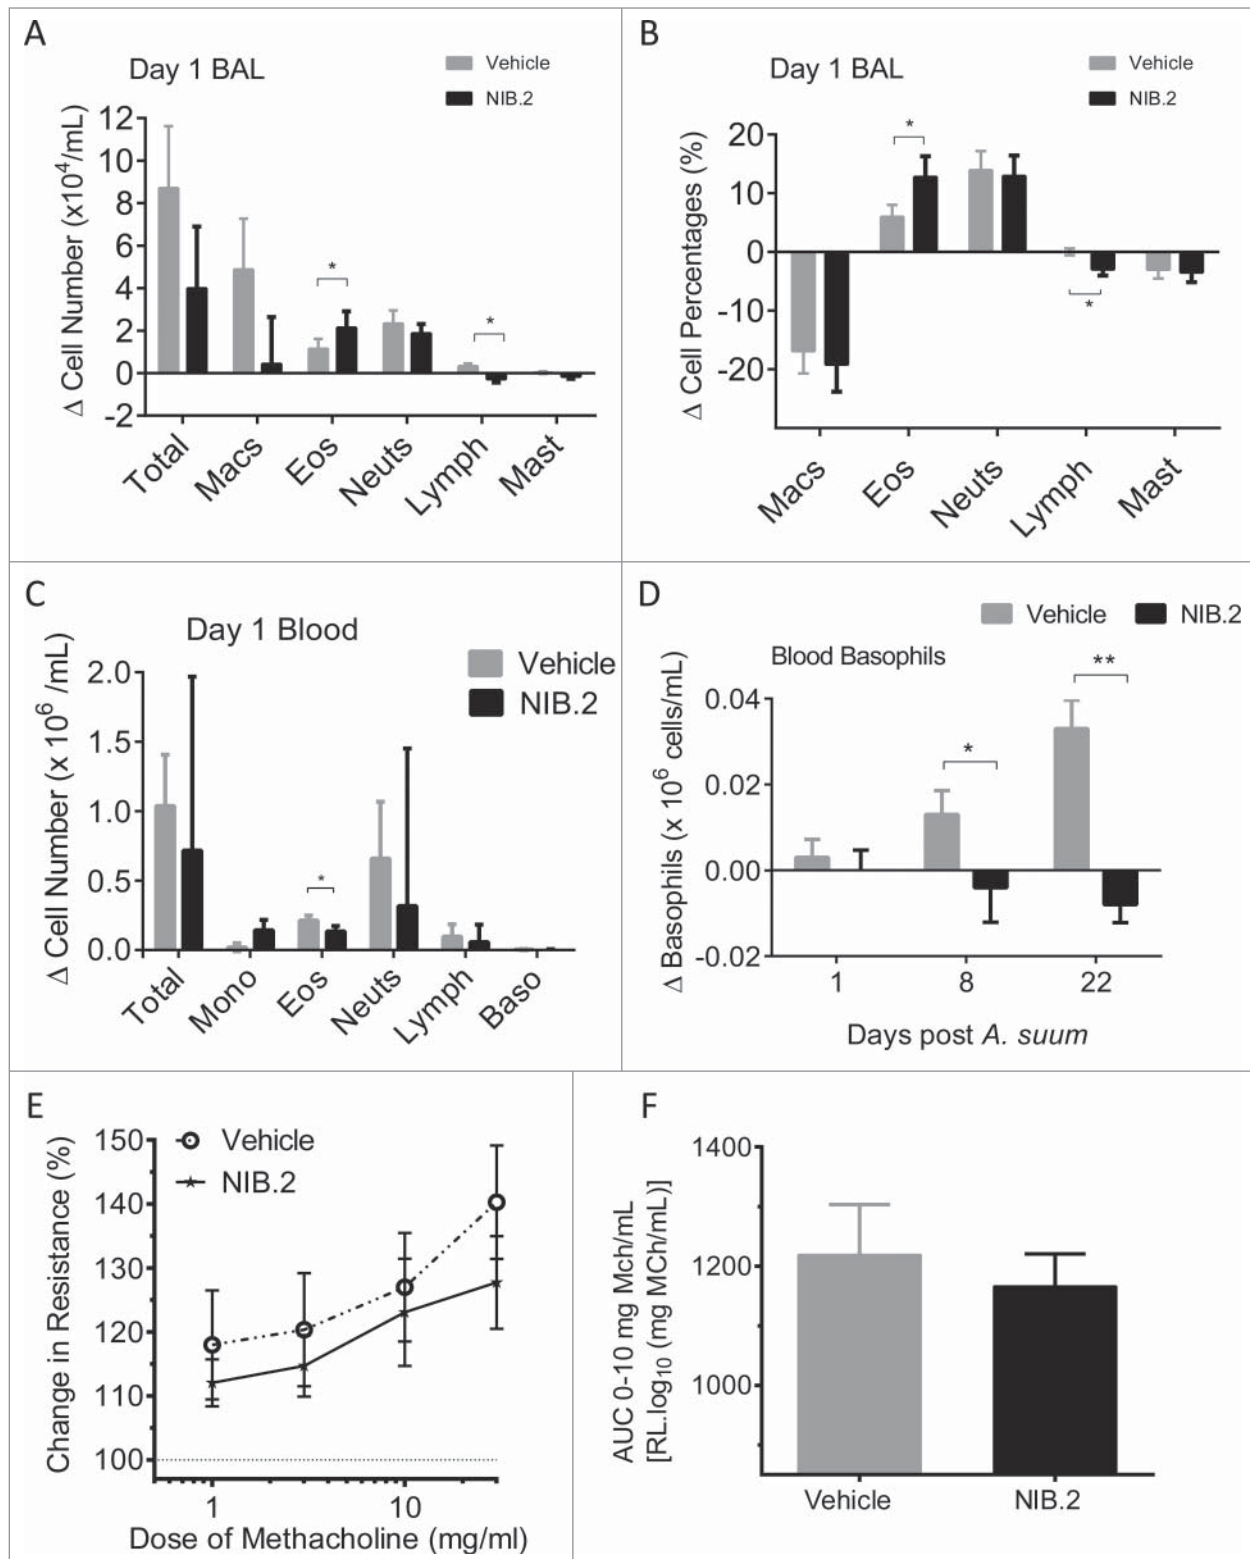 A
Day 1 BAL
Vehicle
NIB.2
Δ Cell Number (x10⁴/mL)
12
10
8
6
4
2
0
-2
*
*
Total
Macs
Eos
Neuts
Lymph
Mast
B
Day 1 BAL
Vehicle
NIB.2
Δ Cell Percentages (%)
20
10
0
-10
-20
*
*
Macs
Eos
Neuts
Lymph
Mast
C
Day 1 Blood
Vehicle
NIB.2
Δ Cell Number (x 10⁶ /mL)
2.0
1.5
1.0
0.5
0.0
*
Total
Mono
Eos
Neuts
Lymph
Baso
D
Vehicle
NIB.2
Blood Basophils
Δ Basophils (x 10⁶ cells/mL)
0.04
0.02
0.00
-0.02
*
**
1
8
22
Days post A. suum
E
Vehicle
NIB.2
Change in Resistance (%)
150
140
130
120
110
100
1
10
Dose of Methacholine (mg/ml)
F
AUC 0-10 mg Mch/mL
[RL.log₁₀ (mg MCh/mL)]
1400
1200
1000
Vehicle
NIB.2